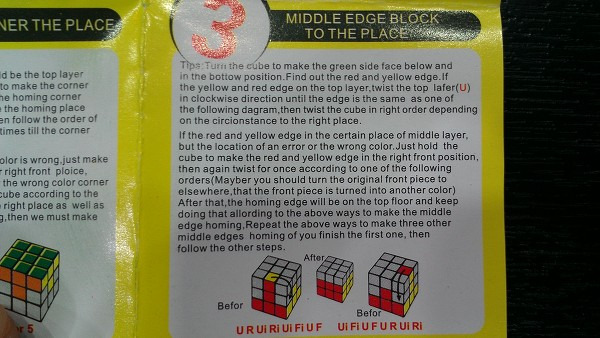 NER THE PLACE
ld be the top layer
to make the corner
the homing corner
e the homing place
en follow the order of
times till the corner
olor is wrong,just make
r right front ploice,
the wrong color corner
cube according to the
right place as well as
g,then we must make
r 5
3
MIDDLE EDGE BLOCK
TO THE PLACE
Tips:Turn the cube to make the green side face below and
in the bottow position.Find out the red and yellow edge.If
the yellow and red edge on the top layer,twist the top lafer(U)
in clockwise direction until the edge is the same as one of
the following dagram,then twist the cube in right order depending
on the circionstance to the right place.
If the red and yellow edge in the certain place of middle layer,
but the location of an error or the wrong color.Just hold the
cube to make the red and yellow edge in the right front position,
then again twist for once according to one of the following
orders(Mayber you should turn the original front piece to
elsewhere,that the front piece is turned into another color)
After that,the homing edge will be on the top floor and keep
doing that allording to the above ways to make the middle
edge homing,Repeat the above ways to make three other
middle edges homing of you finish the first one, then
follow the other steps.
After
Befor
Befor
U R Ui Ri Ui Fi U F
Ui Fi U F U R Ui Ri